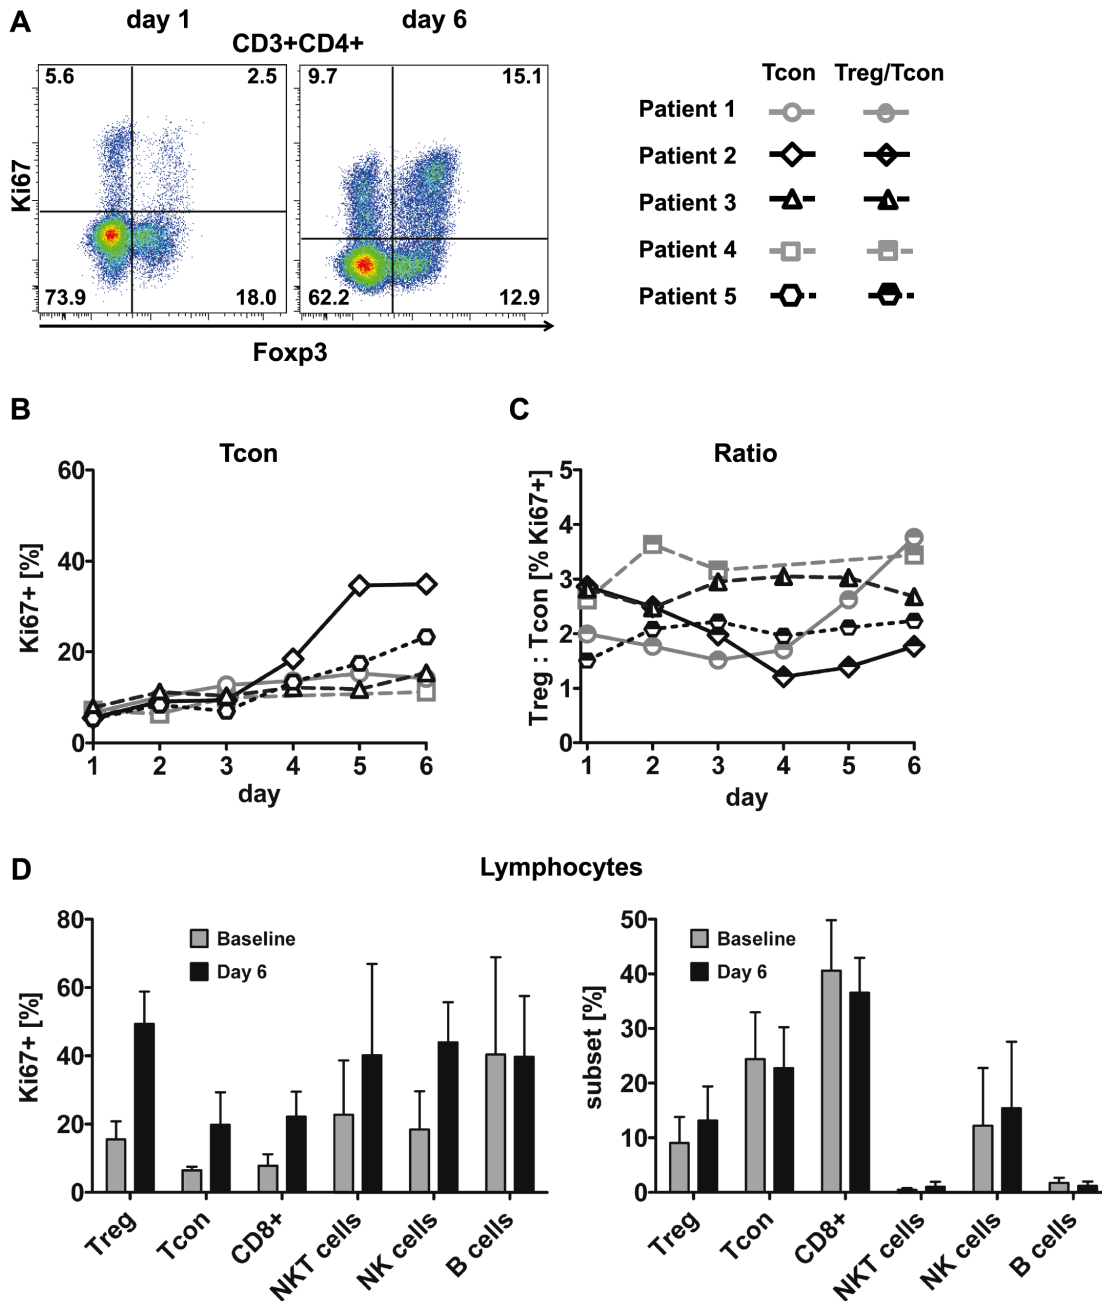 A
day 1
day 6
CD3+CD4+
5.6
2.5
9.7
15.1
Ki67
73.9
18.0
62.2
12.9
Foxp3
Tcon
Treg/Tcon
Patient 1
Patient 2
Patient 3
Patient 4
Patient 5
B
Tcon
Ki67+ [%]
60
40
20
0
1 2 3 4 5 6
day
C
Ratio
Treg : Tcon [% Ki67+]
5
4
3
2
1
0
1 2 3 4 5 6
day
D
Lymphocytes
Ki67+ [%]
80
60
40
20
0
Baseline
Day 6
Treg
Tcon
CD8+
NKT cells
NK cells
B cells
subset [%]
50
40
30
20
10
0
Baseline
Day 6
Treg
Tcon
CD8+
NKT cells
NK cells
B cells